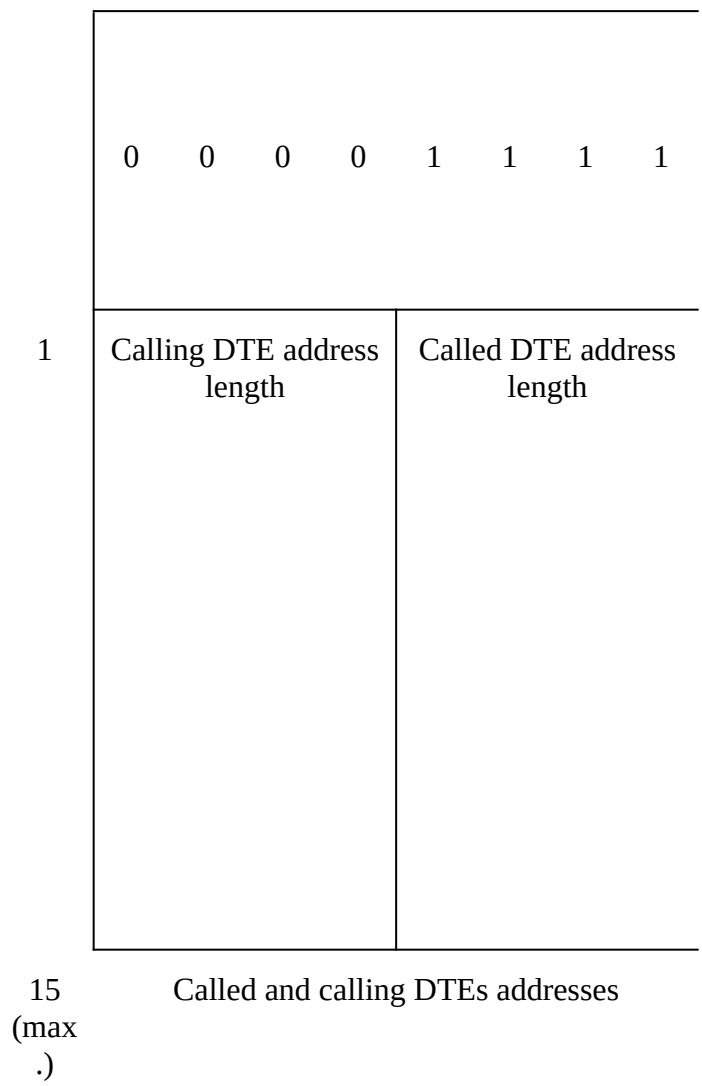 0 0 0 0 1 1 1 1
1 Calling DTE address Called DTE address
length length
15 Called and calling DTEs addresses
(max
.)